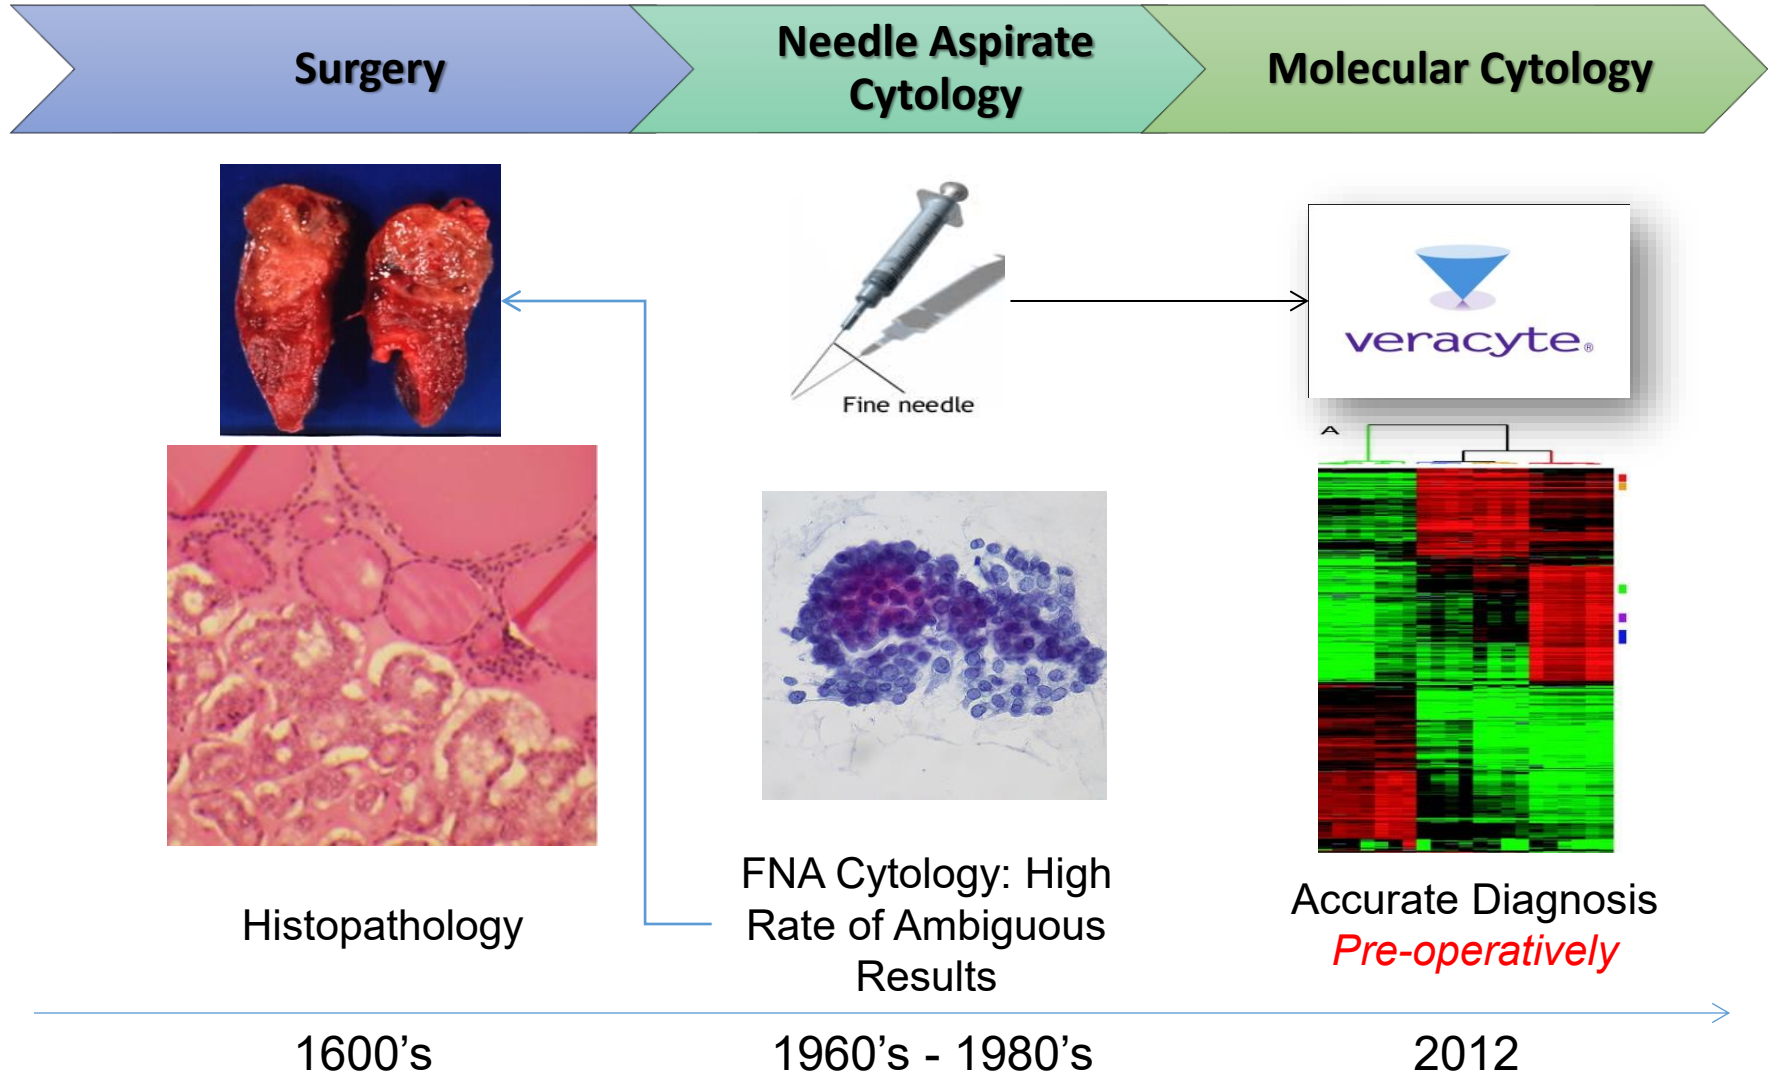 Surgery
Needle Aspirate
Cytology
Molecular Cytology
Fine needle
veracyte®
A
Histopathology
FNA Cytology: High
Rate of Ambiguous
Results
Accurate Diagnosis
Pre-operatively
1600’s
1960’s - 1980’s
2012